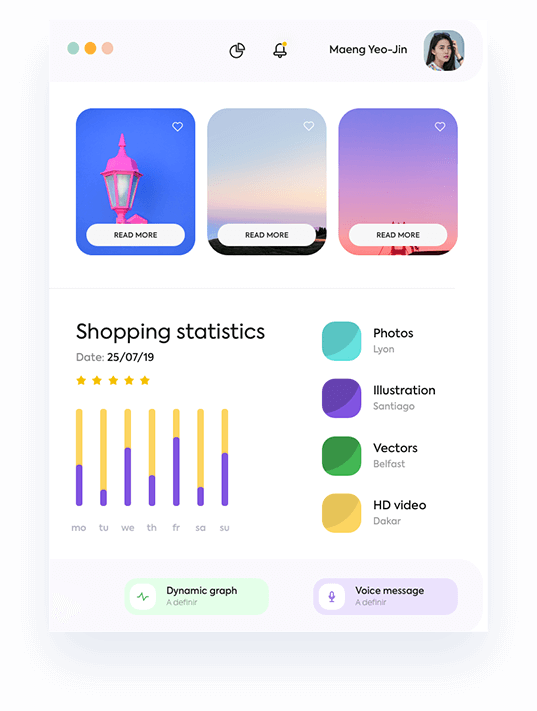 Maeng Yeo-Jin
READ MORE
READ MORE
READ MORE
Shopping statistics
Date: 25/07/19
mo tu we th fr sa su
Photos
Lyon
Illustration
Santiago
Vectors
Belfast
HD video
Dakar
Dynamic graph
A definir
Voice message
A definir